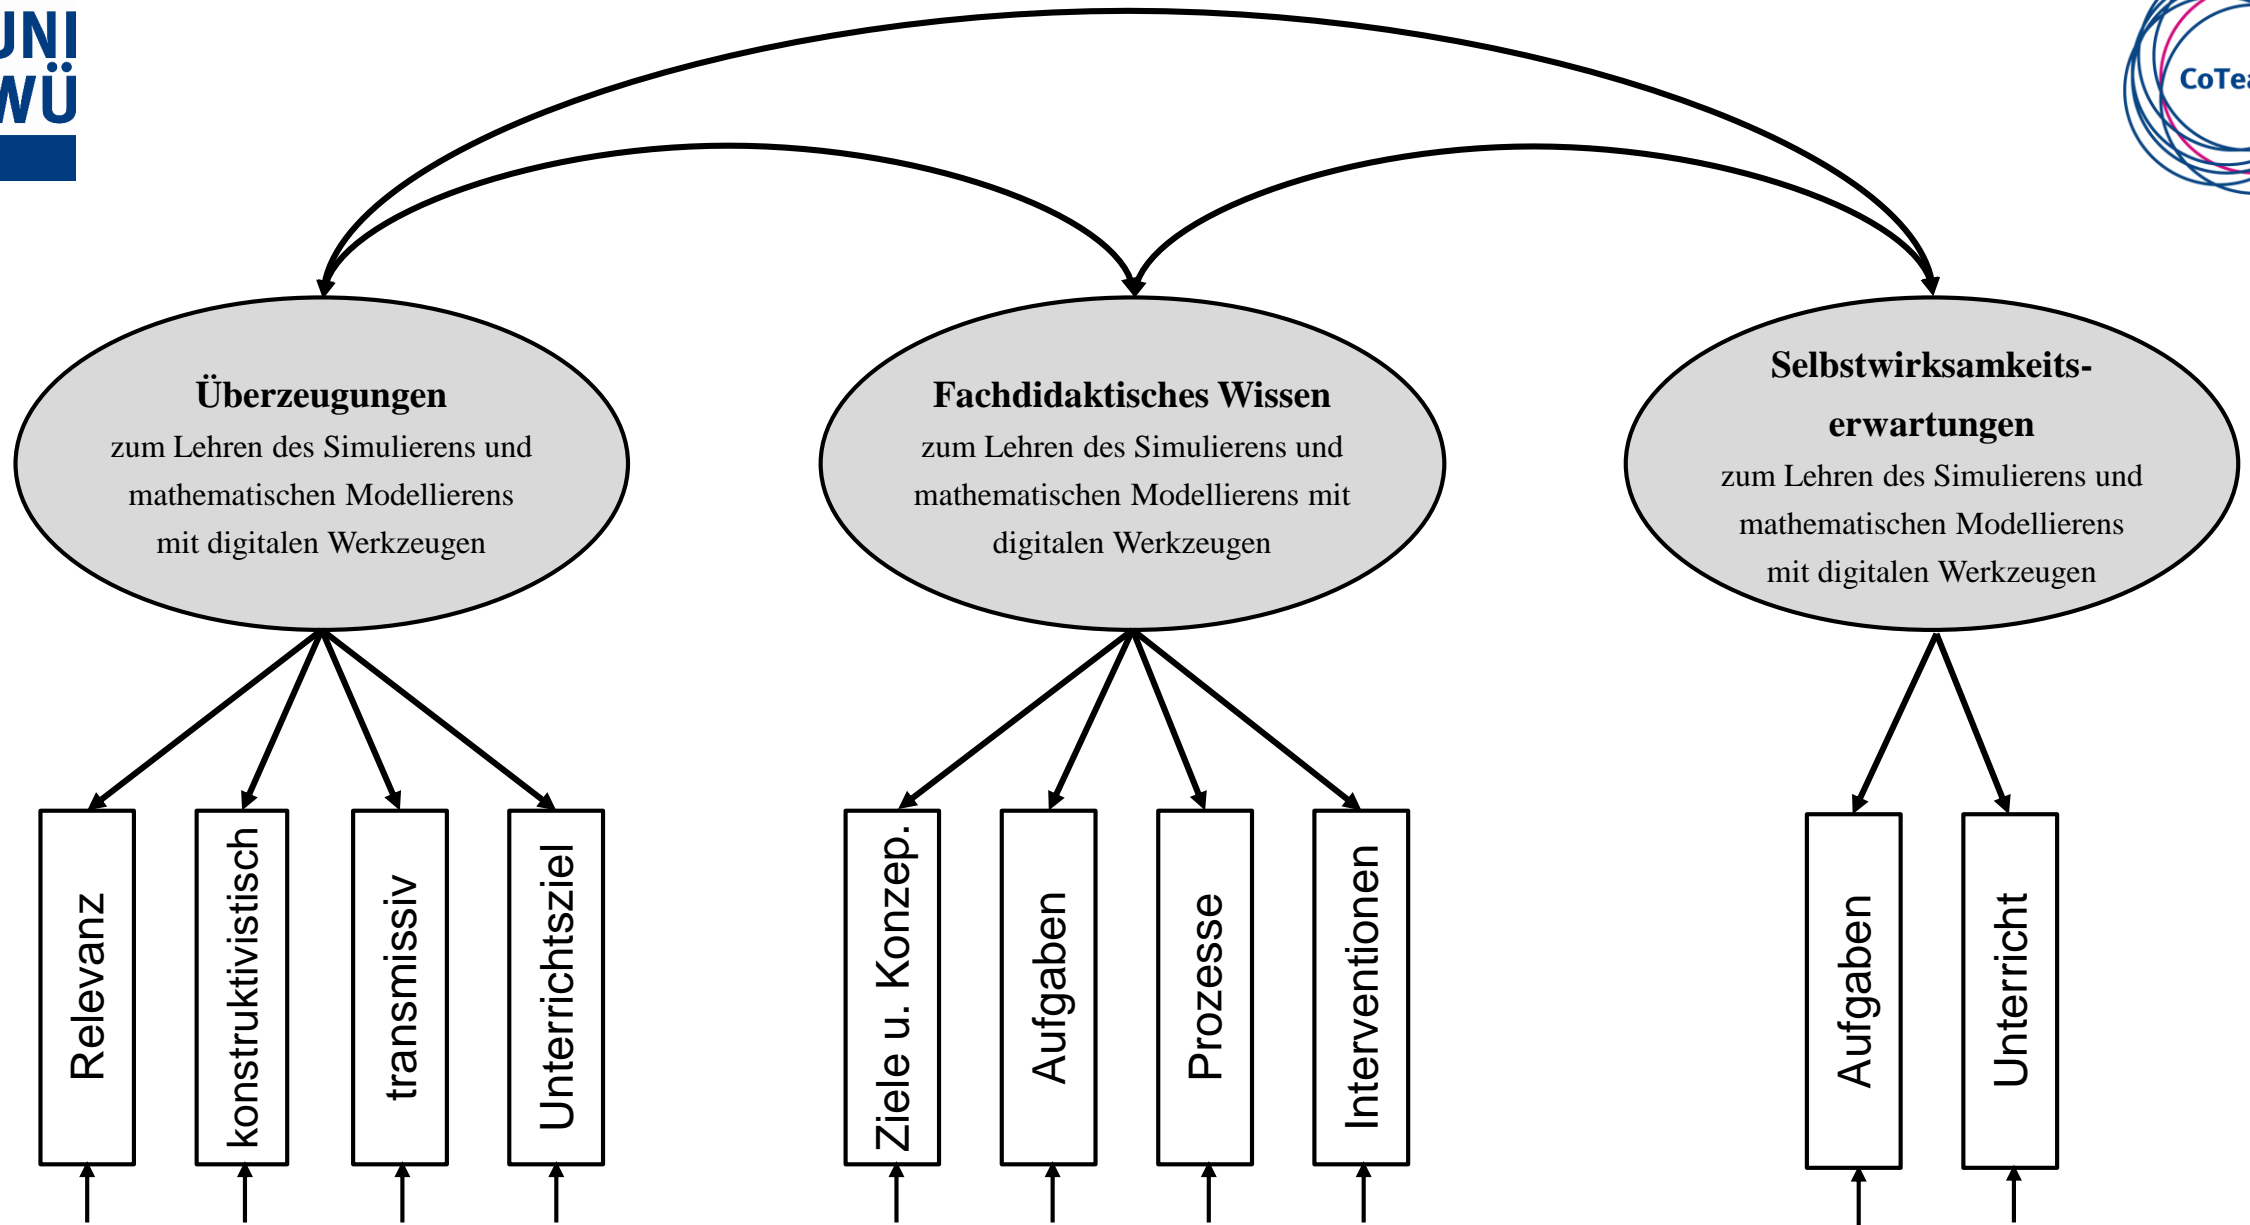 UNI
WÜ
Überzeugungen
zum Lehren des Simulierens und
mathematischen Modellierens
mit digitalen Werkzeugen
Fachdidaktisches Wissen
zum Lehren des Simulierens und
mathematischen Modellierens mit
digitalen Werkzeugen
Selbstwirksamkeits-
erwartungen
zum Lehren des Simulierens und
mathematischen Modellierens
mit digitalen Werkzeugen
Relevanz
konstruktivistisch
transmissiv
Unterrichtsziel
Ziele u. Konzep.
Aufgaben
Prozesse
Interventionen
Aufgaben
Unterricht